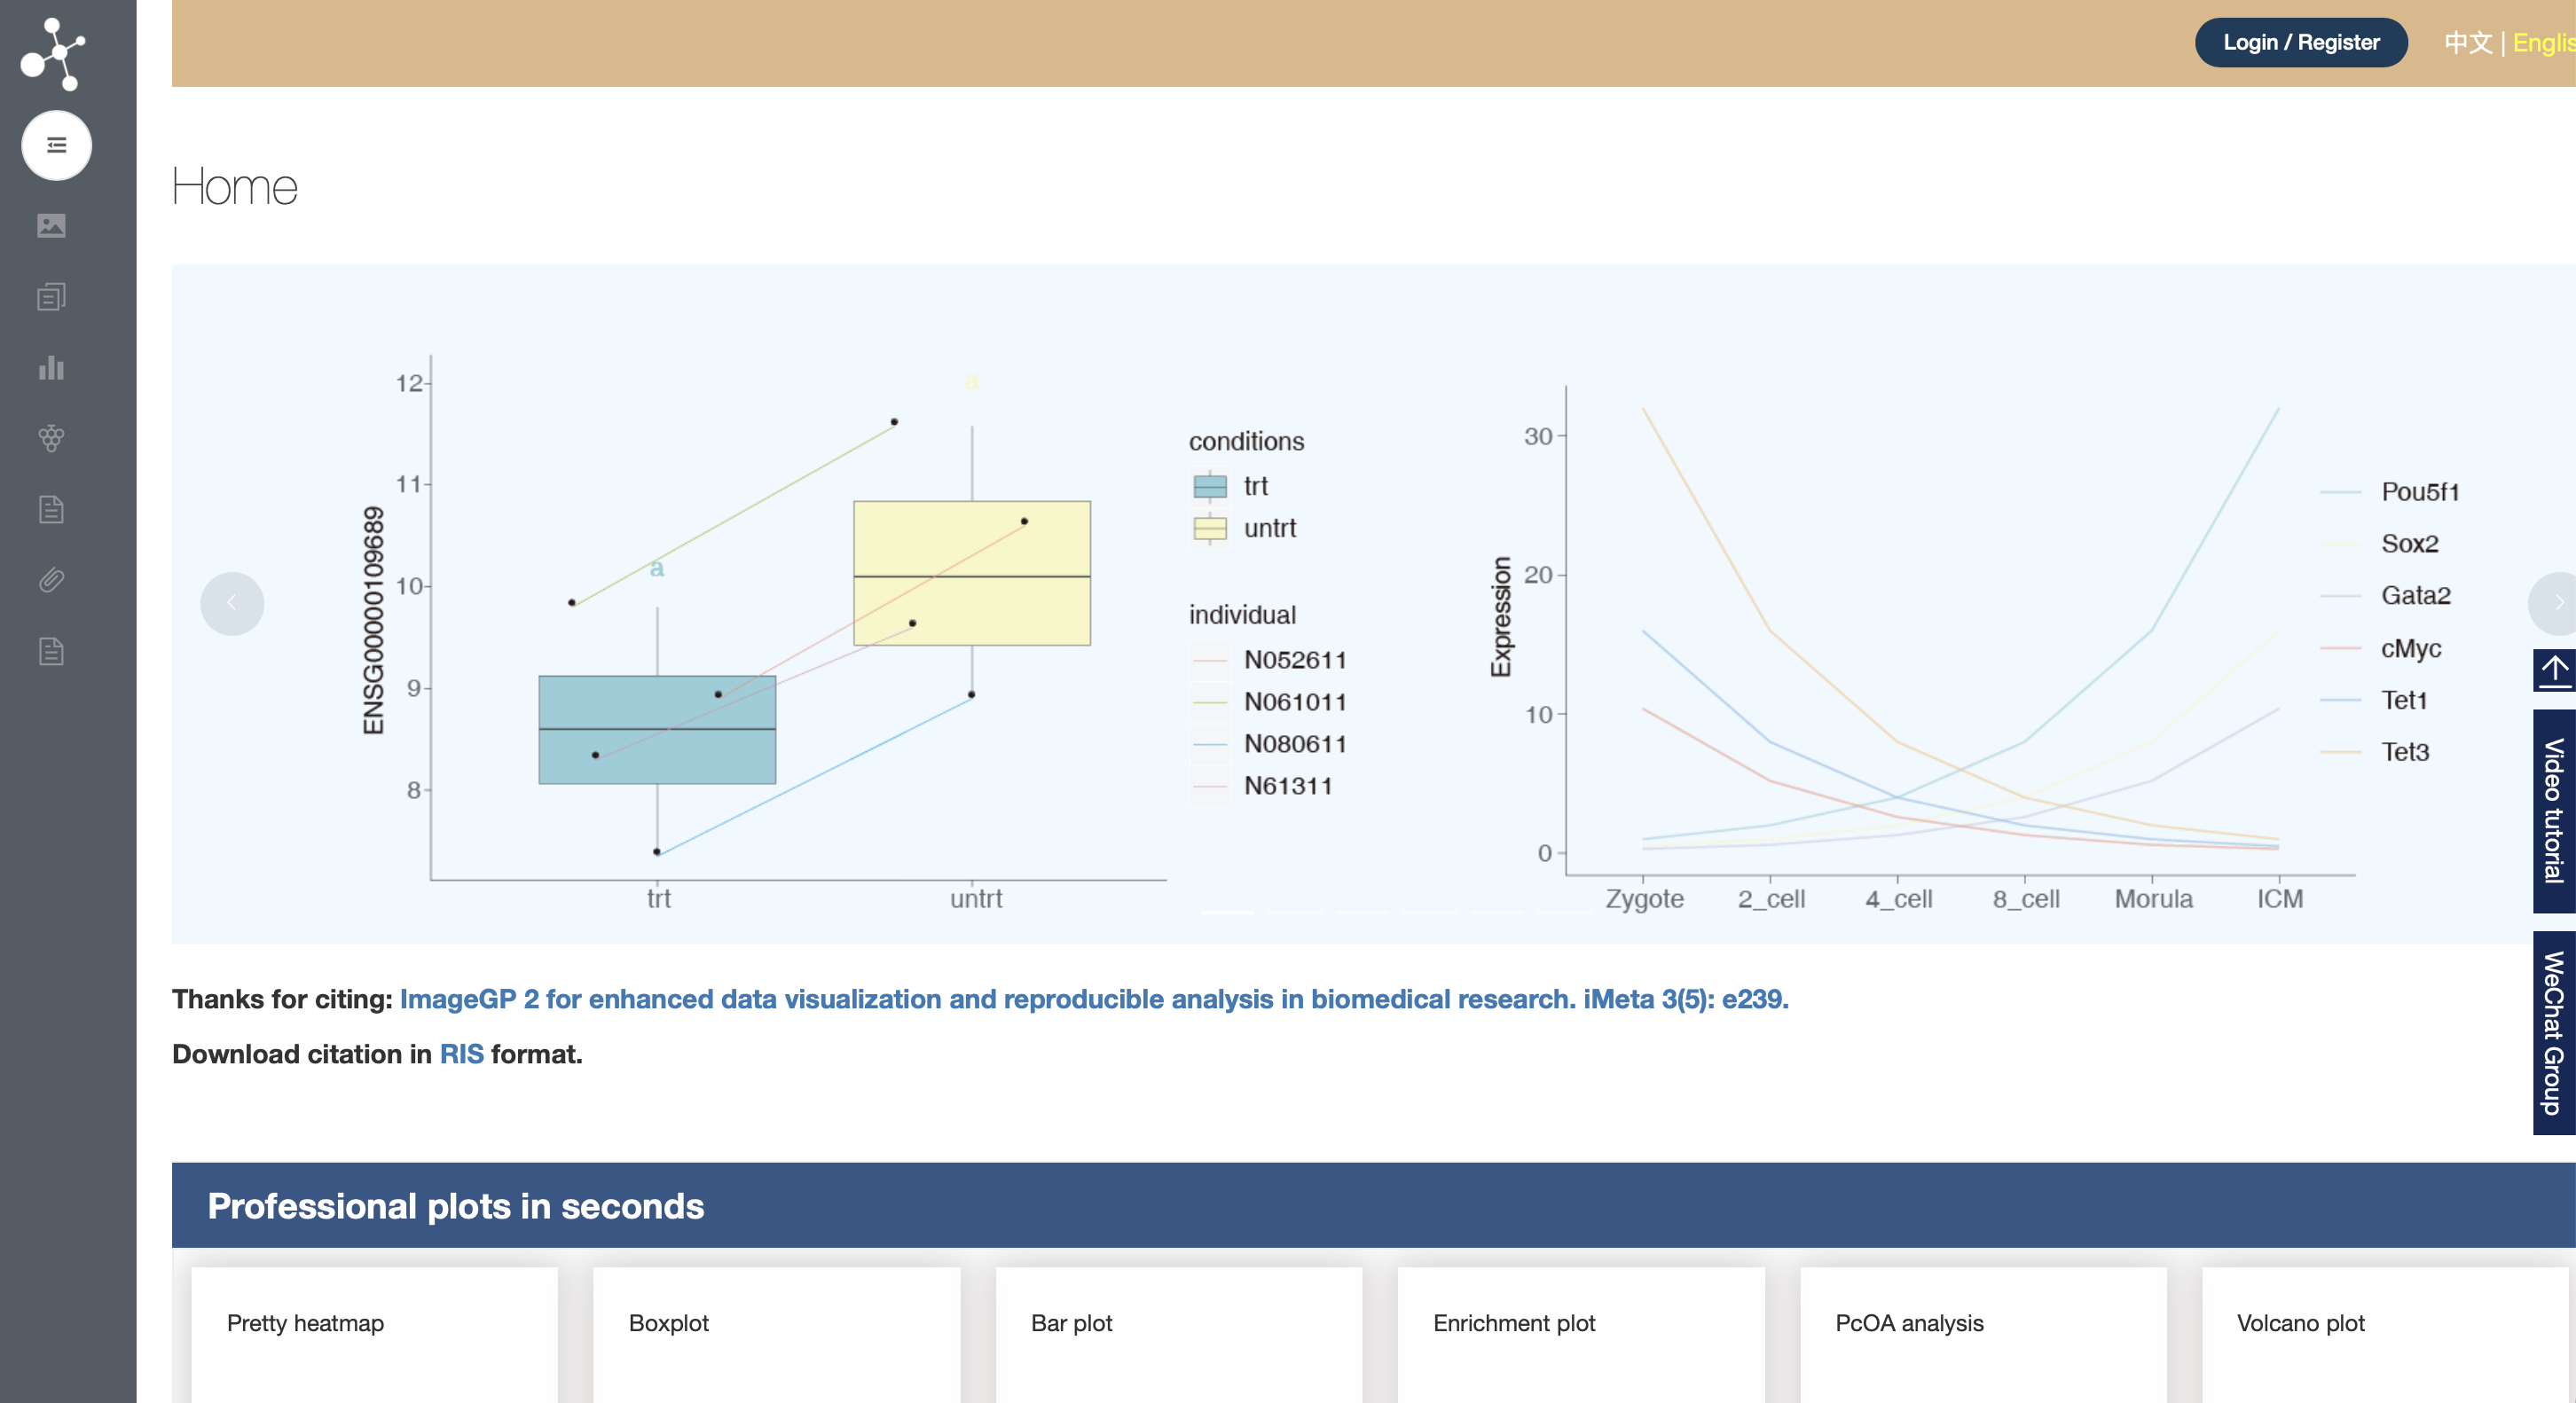 Login / Register
中文 | Englis
Home
12
11
10
9
8
ENSG00000109689
a
a
trt
untrt
conditions
trt
untrt
individual
N052611
N061011
N080611
N61311
30
20
10
0
Expression
Zygote
2_cell
4_cell
8_cell
Morula
ICM
Pou5f1
Sox2
Gata2
cMyc
Tet1
Tet3
Video tutorial
WeChat Group
Thanks for citing: ImageGP 2 for enhanced data visualization and reproducible analysis in biomedical research. iMeta 3(5): e239.
Download citation in RIS format.
Professional plots in seconds
Pretty heatmap
Boxplot
Bar plot
Enrichment plot
PcOA analysis
Volcano plot